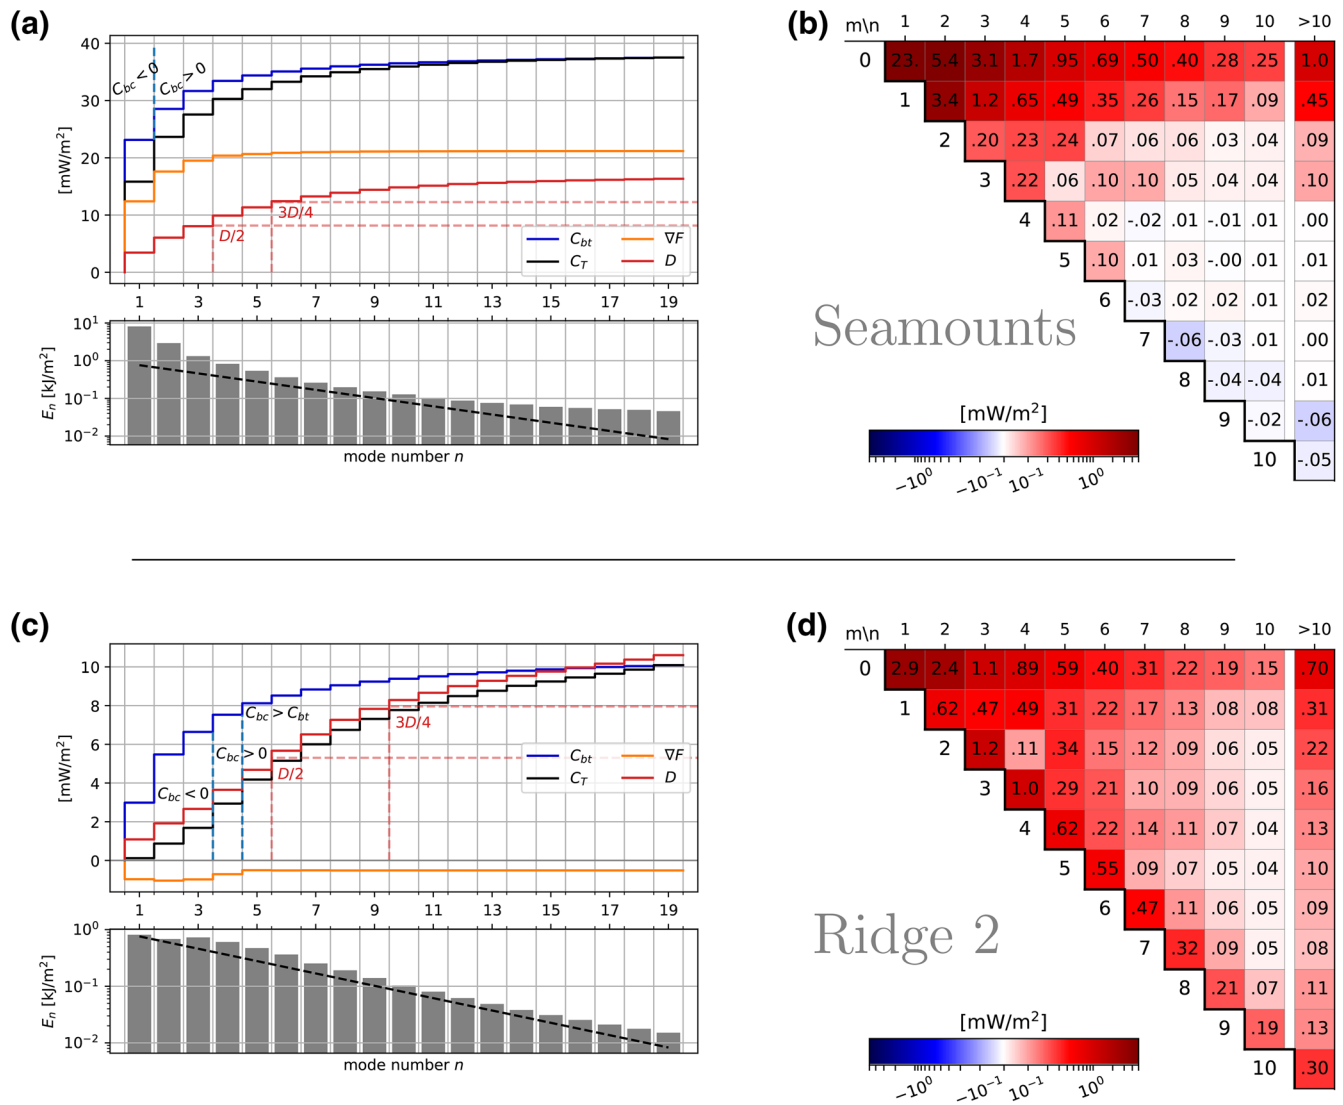 (a)
40
30
20
10
0
[mW/m²]
C_bc < 0
C_bc > 0
3D/4
D/2
C_bt
C_T
∇F
D
1 3 5 7 9 11 13 15 17 19
10¹
10⁰
10⁻¹
10⁻²
E_n [kJ/m²]
mode number n
(b)
m\n 1 2 3 4 5 6 7 8 9 10 >10
0 23. 5.4 3.1 1.7 .95 .69 .50 .40 .28 .25 1.0
1 3.4 1.2 .65 .49 .35 .26 .15 .17 .09 .45
2 .20 .23 .24 .07 .06 .06 .03 .04 .09
3 .22 .06 .10 .10 .05 .04 .04 .10
4 .11 .02 -.02 .01 -.01 .01 .00
5 .10 .01 .03 -.00 .01 .01
6 -.03 .02 .02 .01 .02
7 -.06 -.03 .01 .00
8 -.04 -.04 .01
9 -.02 -.06
10 -.05
Seamounts
[mW/m²]
−10⁰ −10⁻¹ 10⁻¹ 10⁰
(c)
10
8
6
4
2
0
[mW/m²]
C_bc > C_bt
C_bc > 0
C_bc < 0
3D/4
D/2
C_bt
C_T
∇F
D
1 3 5 7 9 11 13 15 17 19
10⁰
10⁻¹
10⁻²
E_n [kJ/m²]
mode number n
(d)
m\n 1 2 3 4 5 6 7 8 9 10 >10
0 2.9 2.4 1.1 .89 .59 .40 .31 .22 .19 .15 .70
1 .62 .47 .49 .31 .22 .17 .13 .08 .08 .31
2 1.2 .11 .34 .15 .12 .09 .06 .05 .22
3 1.0 .29 .21 .10 .09 .06 .05 .16
4 .62 .22 .14 .11 .07 .04 .13
5 .55 .09 .07 .05 .04 .10
6 .47 .11 .06 .05 .09
7 .32 .09 .05 .08
8 .21 .07 .11
9 .19 .13
10 .30
Ridge 2
[mW/m²]
−10⁰ −10⁻¹ 10⁻¹ 10⁰